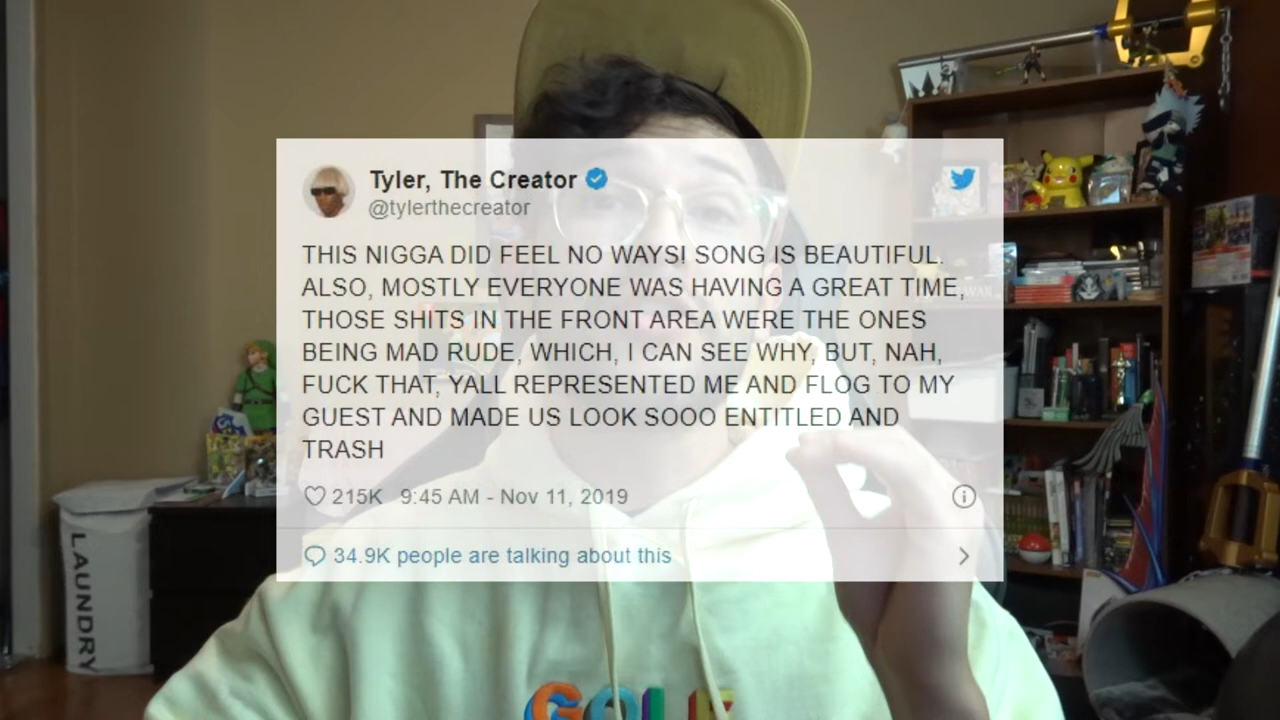 Tyler, The Creator
@tylerthecreator
THIS NIGGA DID FEEL NO WAYS! SONG IS BEAUTIFUL.
ALSO, MOSTLY EVERYONE WAS HAVING A GREAT TIME,
THOSE SHITS IN THE FRONT AREA WERE THE ONES
BEING MAD RUDE, WHICH, I CAN SEE WHY, BUT, NAH,
FUCK THAT, YALL REPRESENTED ME AND FLOG TO MY
GUEST AND MADE US LOOK SOOO ENTITLED AND
TRASH
215K 9:45 AM - Nov 11, 2019
34.9K people are talking about this
LAUNDRY
GOLF